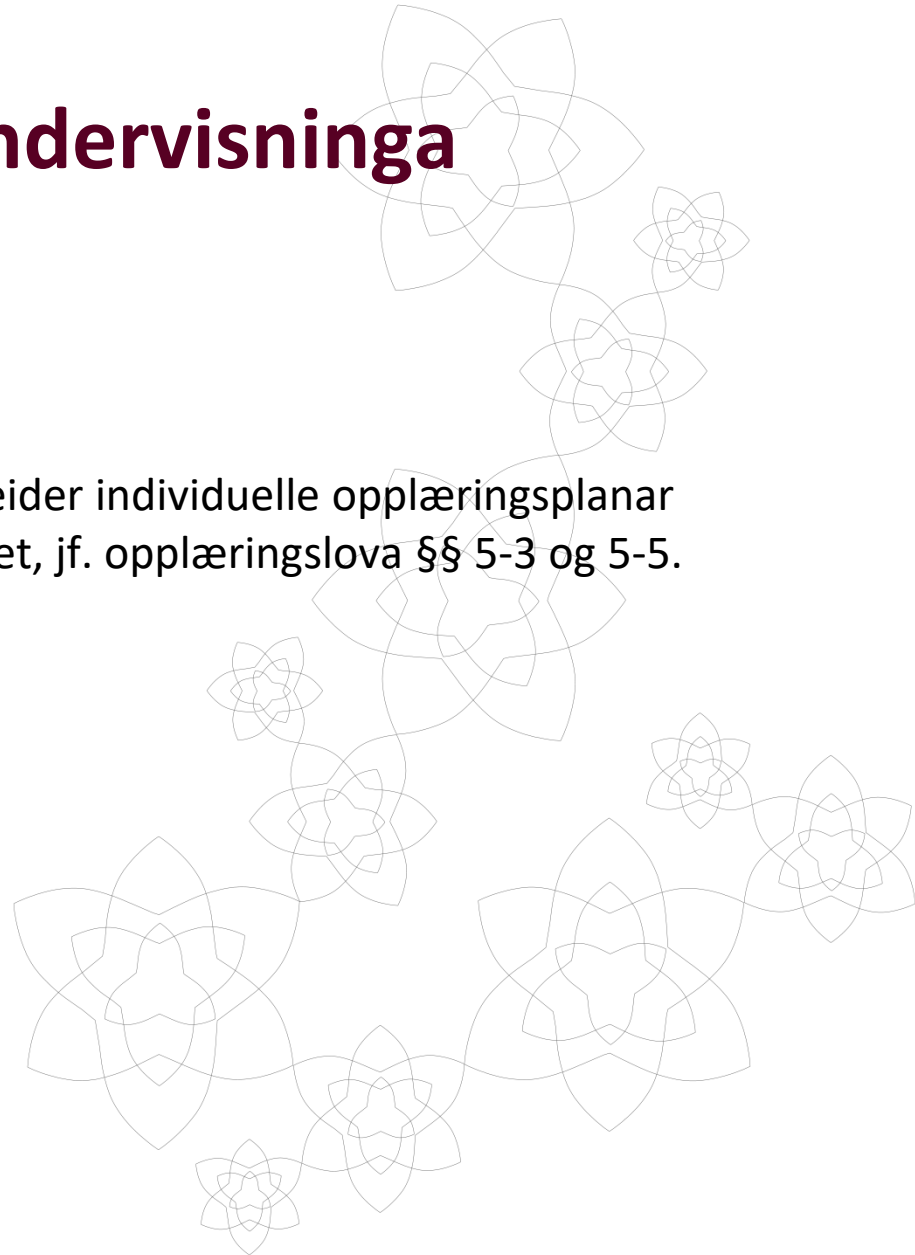 ndervisninga
eider individuelle opplæringsplanar
et, jf. opplæringslova §§ 5-3 og 5-5.